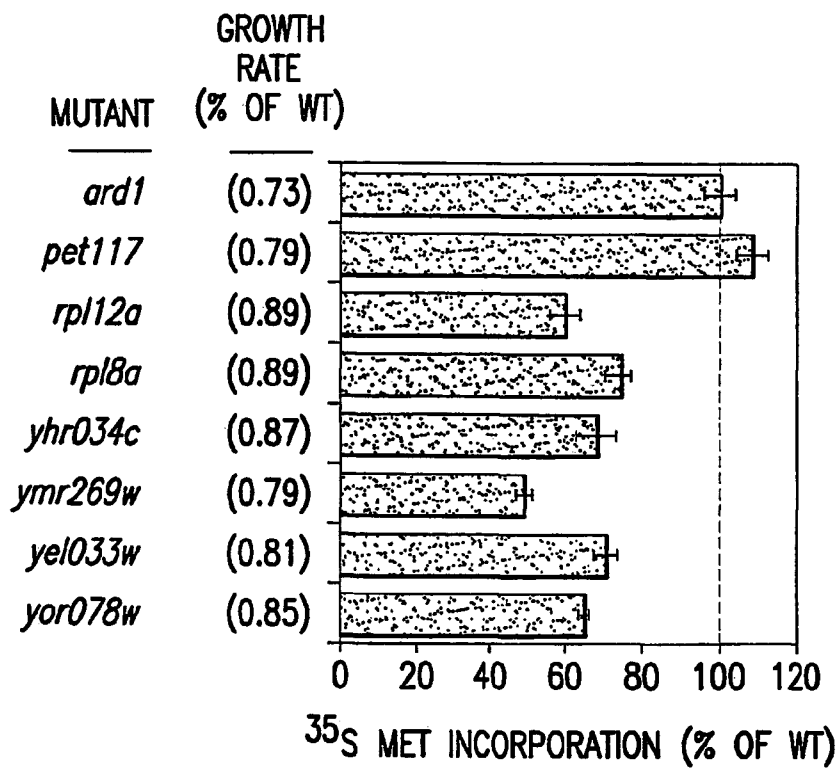 GROWTH
RATE
MUTANT (% OF WT)
ard1 (0.73)
pet117 (0.79)
rpl12a (0.89)
rpl8a (0.89)
yhr034c (0.87)
ymr269w (0.79)
yel033w (0.81)
yor078w (0.85)
0 20 40 60 80 100 120
35S MET INCORPORATION (% OF WT)